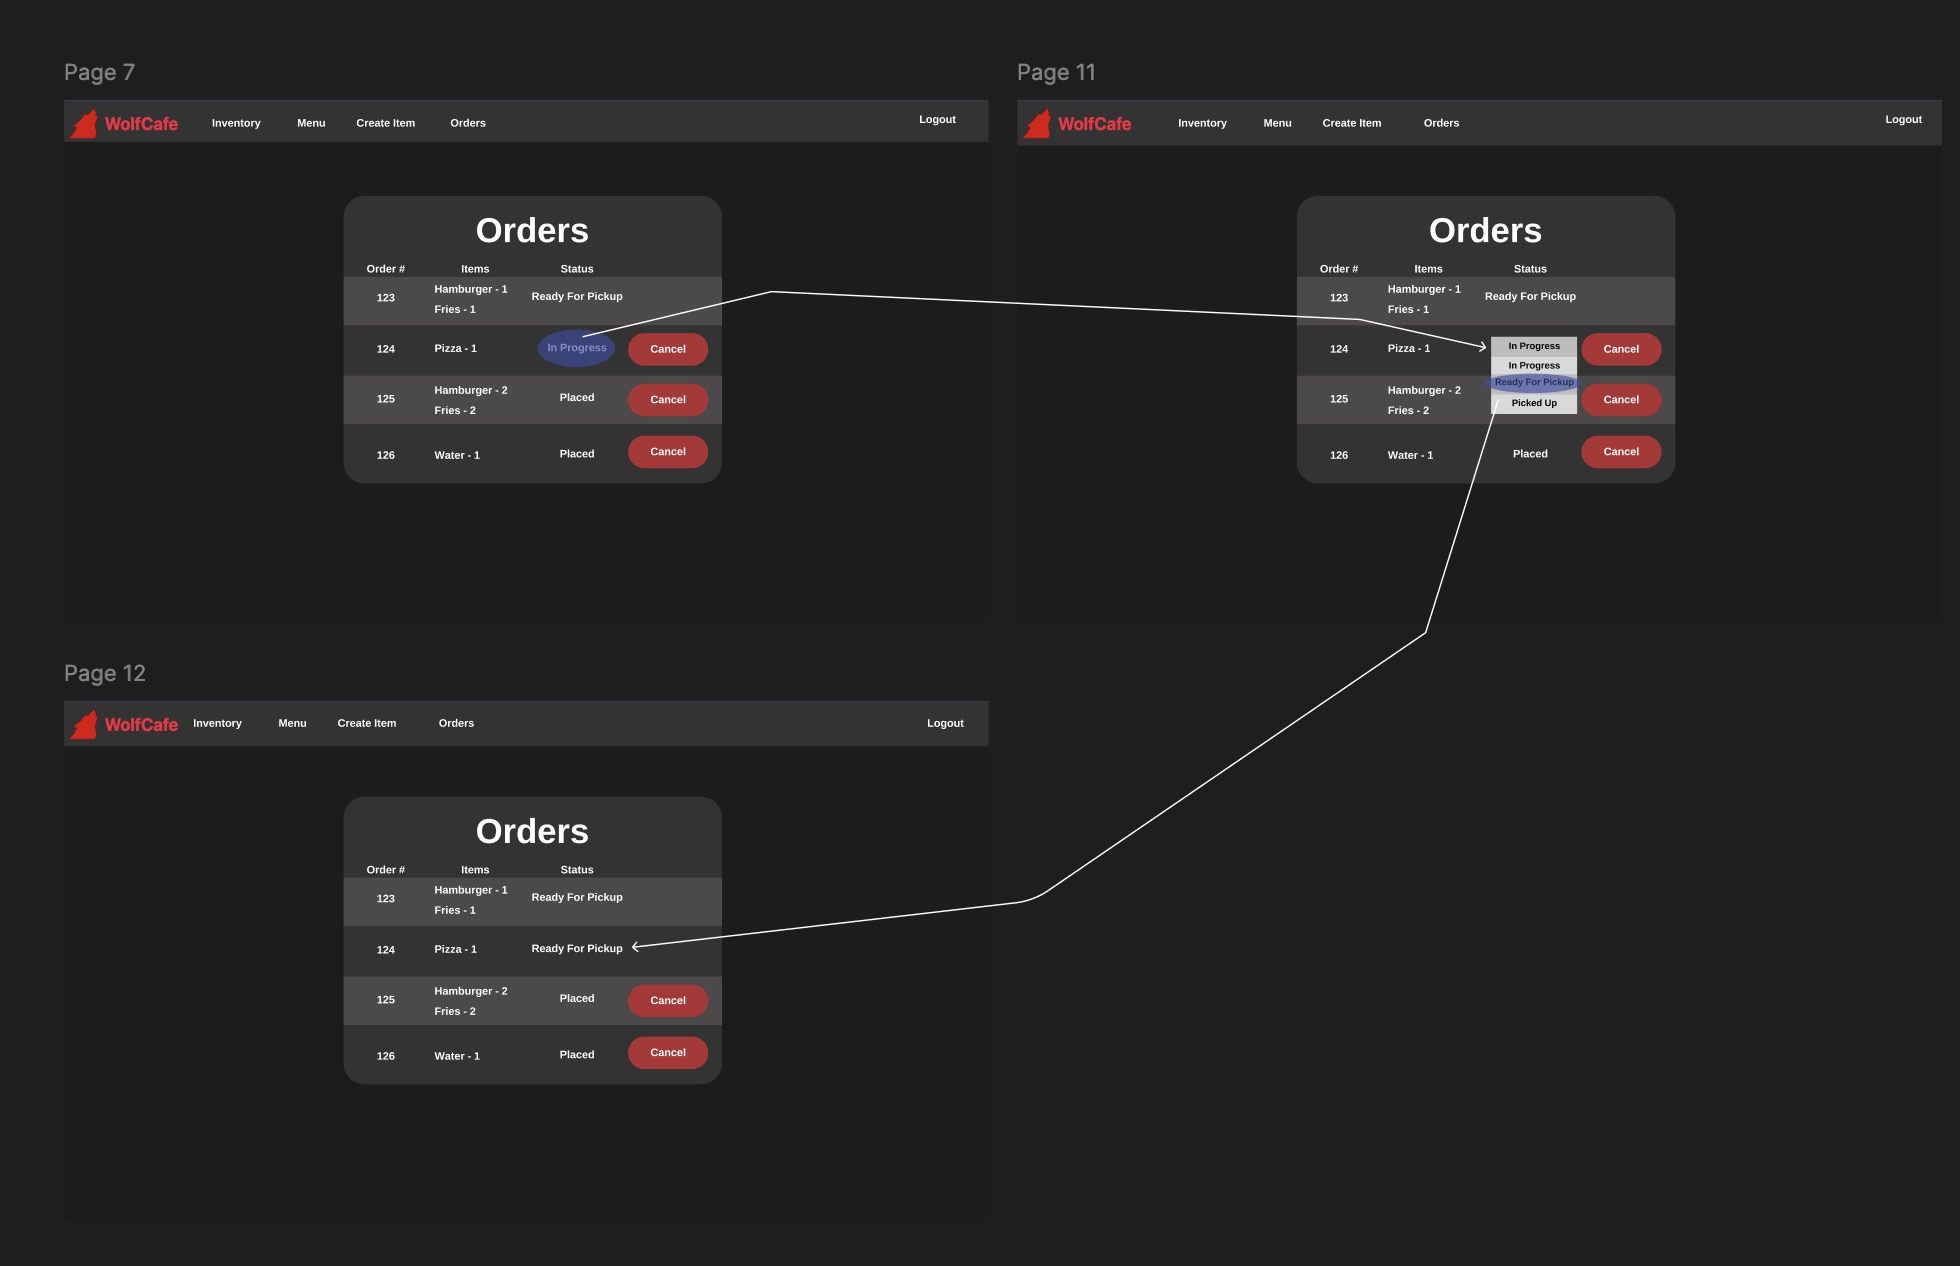 Page 7
WolfCafe Inventory Menu Create Item Orders Logout
Orders
Order # Items Status
123 Hamburger - 1 Ready For Pickup
Fries - 1
124 Pizza - 1 In Progress Cancel
125 Hamburger - 2 Placed Cancel
Fries - 2
126 Water - 1 Placed Cancel
Page 11
WolfCafe Inventory Menu Create Item Orders Logout
Orders
Order # Items Status
123 Hamburger - 1 Ready For Pickup
Fries - 1
124 Pizza - 1 In Progress Cancel
In Progress
Ready For Pickup
125 Hamburger - 2 Picked Up Cancel
Fries - 2
126 Water - 1 Placed Cancel
Page 12
WolfCafe Inventory Menu Create Item Orders Logout
Orders
Order # Items Status
123 Hamburger - 1 Ready For Pickup
Fries - 1
124 Pizza - 1 Ready For Pickup
125 Hamburger - 2 Placed Cancel
Fries - 2
126 Water - 1 Placed Cancel